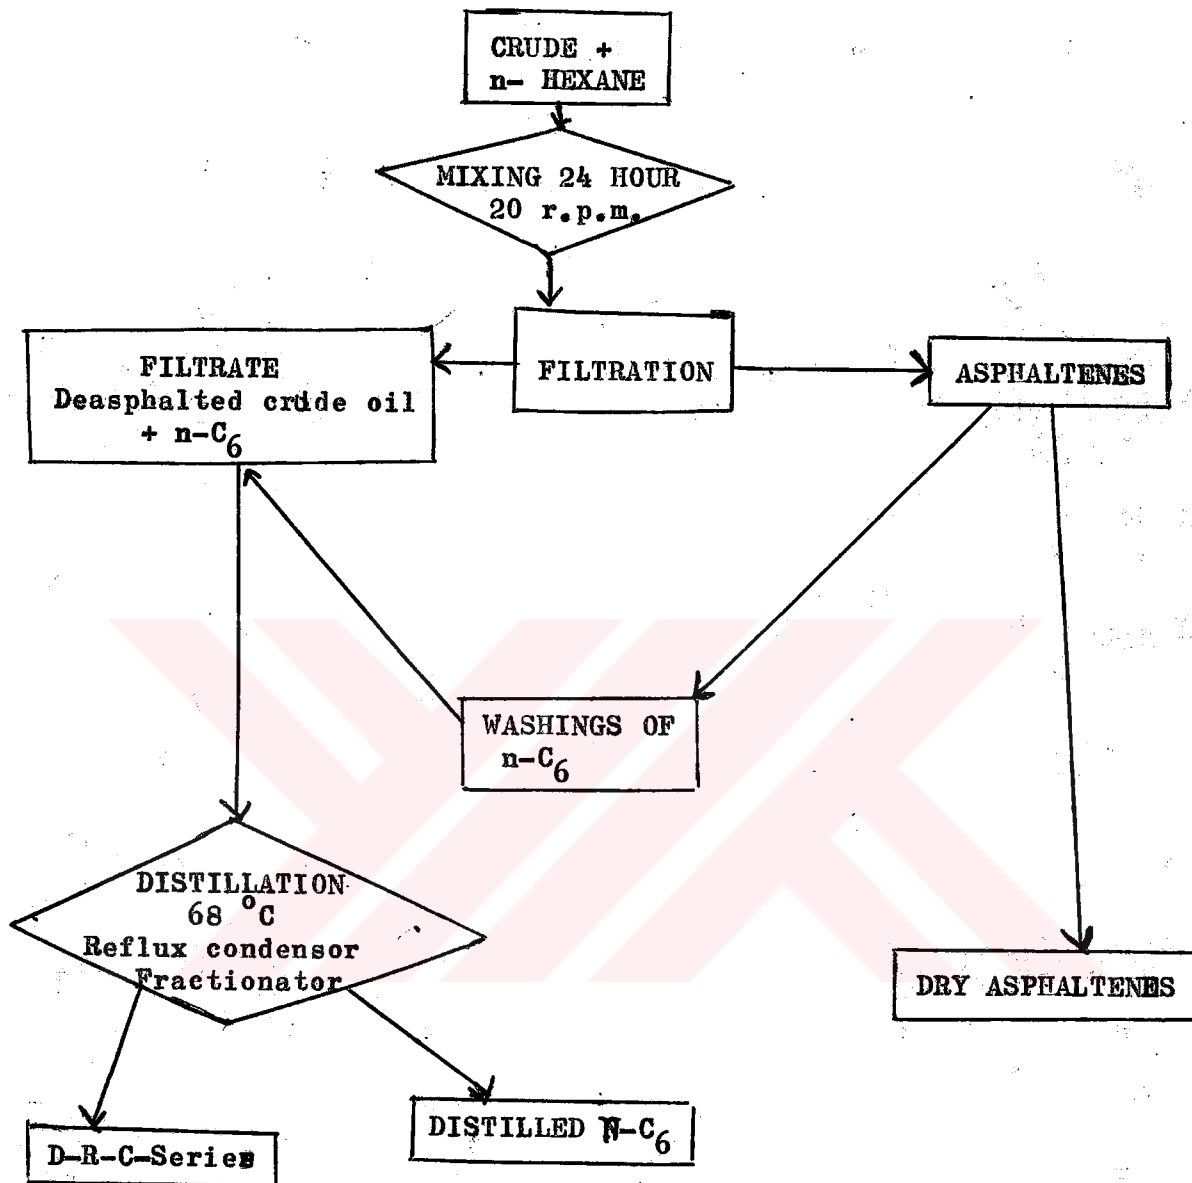 CRUDE +
n- HEXANE
MIXING 24 HOUR
20 r.p.m.
FILTRATE
Deasphalted crude oil
+ n-C6
FILTRATION
ASPHALTENES
WASHINGS OF
n-C6
DISTILLATION
68 °C
Reflux condensor
Fractionator
DRY ASPHALTENES
D-R-C-Series
DISTILLED N-C6